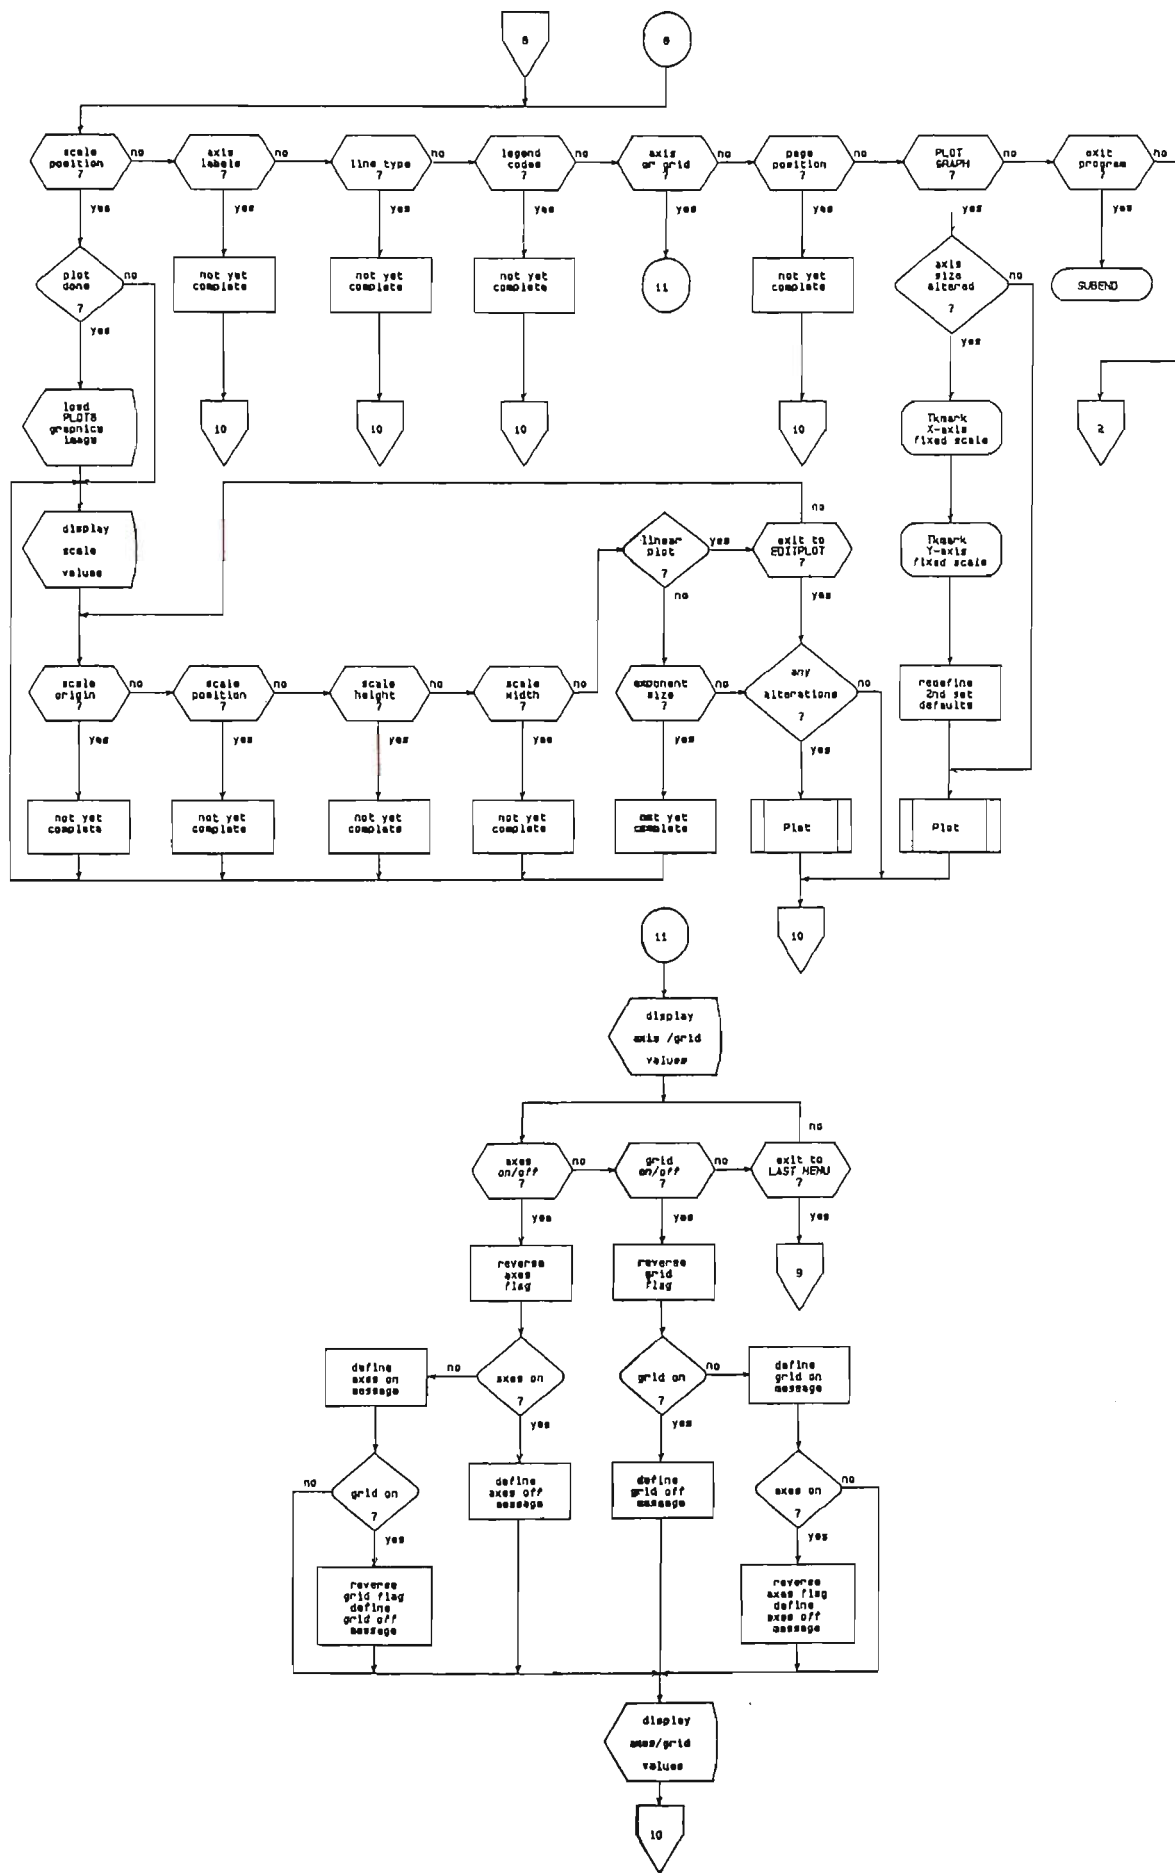 8
6
scale
position
?
no
axis
labels
?
no
line type
?
no
legend
codes
?
no
axis
or grid
?
no
page
position
?
no
PLOT
GRAPH
?
no
exit
program
?
no
yes
yes
yes
yes
yes
yes
yes
yes
plot
done
?
no
not yet
complete
not yet
complete
not yet
complete
11
not yet
complete
axis
size
altered
?
no
SUBEND
yes
yes
load
PLOTS
graphics
image
10
10
10
10
Tkmark
X-axis
fixed scale
2
display
scale
values
linear
plot
?
yes
no
exit to
EDITPLOT
?
no
yes
Tkmark
Y-axis
fixed scale
scale
origin
?
no
scale
position
?
no
scale
height
?
no
scale
width
?
no
exponent
size
?
no
any
alterations
?
no
redefine
2nd set
defaults
yes
yes
yes
yes
yes
yes
not yet
complete
not yet
complete
not yet
complete
not yet
complete
not yet
complete
Plot
Plot
10
11
display
axis /grid
values
no
axes
on/off
?
no
grid
on/off
?
no
exit to
LAST MENU
?
yes
yes
yes
reverse
axes
flag
reverse
grid
flag
9
define
axes on
message
no
axes on
?
grid on
?
no
define
grid on
message
yes
yes
no
grid on
?
define
axes off
message
define
grid off
message
axes on
?
no
yes
yes
reverse
grid flag
define
grid off
message
reverse
axes flag
define
axes off
message
display
axes/grid
values
10